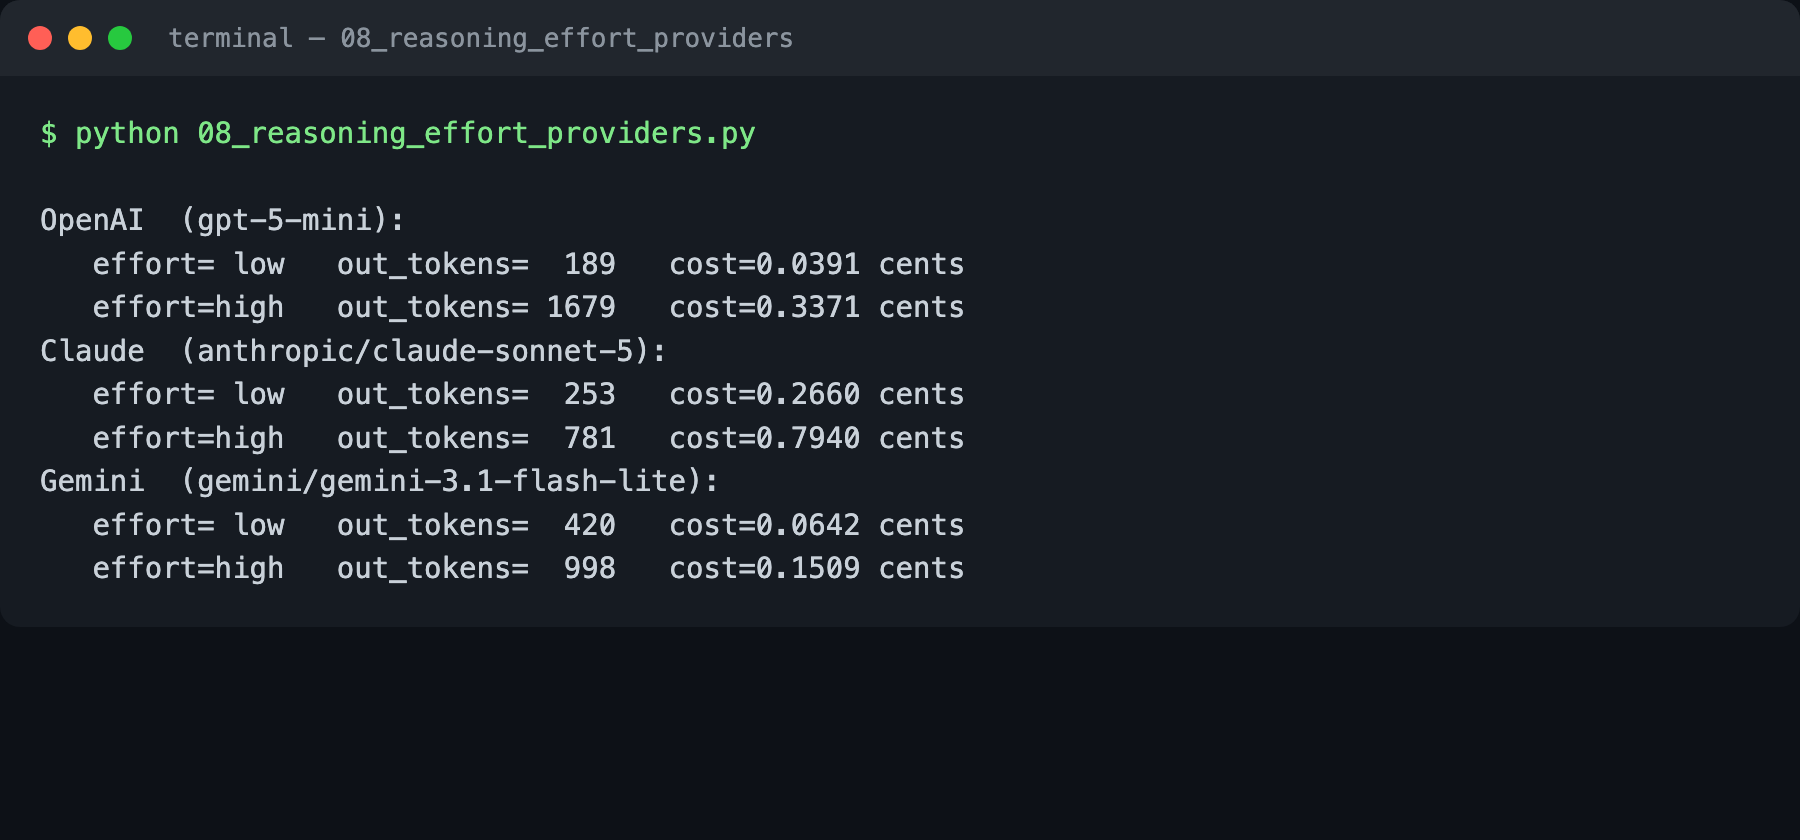 terminal — 08_reasoning_effort_providers
$ python 08_reasoning_effort_providers.py
OpenAI  (gpt-5-mini):
   effort= low   out_tokens=  189   cost=0.0391 cents
   effort=high   out_tokens= 1679   cost=0.3371 cents
Claude  (anthropic/claude-sonnet-5):
   effort= low   out_tokens=  253   cost=0.2660 cents
   effort=high   out_tokens=  781   cost=0.7940 cents
Gemini  (gemini/gemini-3.1-flash-lite):
   effort= low   out_tokens=  420   cost=0.0642 cents
   effort=high   out_tokens=  998   cost=0.1509 cents